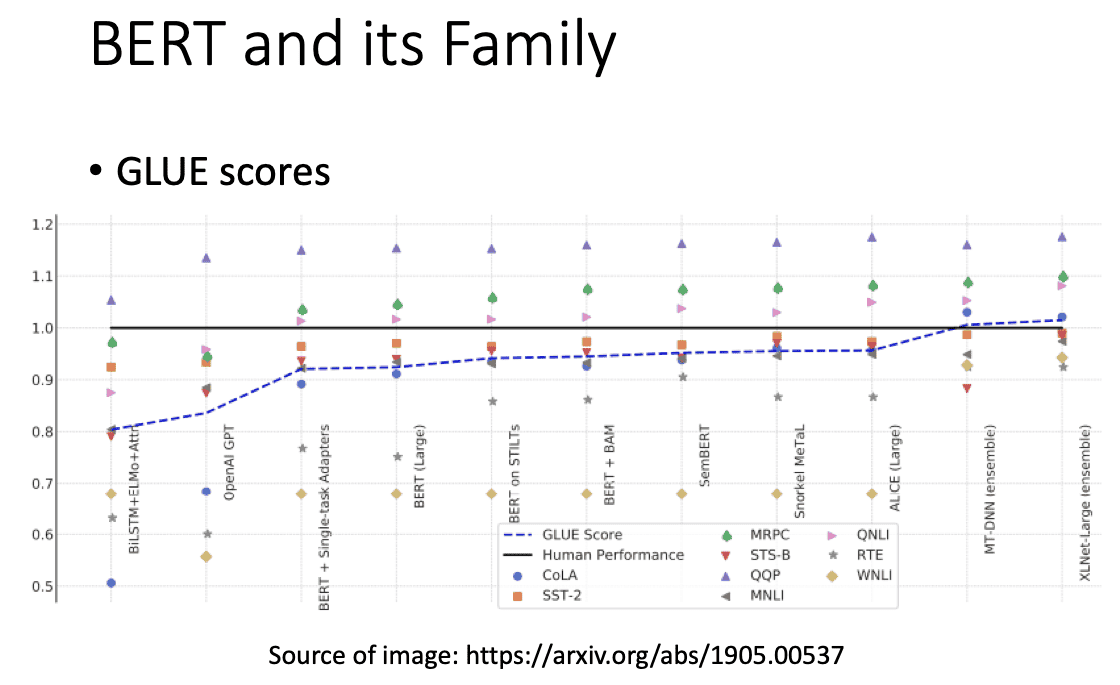 BERT and its Family
• GLUE scores
1.2
1.1
1.0
0.9
0.8
0.7
0.6
0.5
BiLSTM+ELMo+Attn
OpenAI GPT
BERT + Single-task Adapters
BERT (Large)
BERT on STILTs
BERT + BAM
SemBERT
Snorkel MeTaL
ALICE (Large)
MT-DNN (ensemble)
XLNet-Large (ensemble)
GLUE Score
Human Performance
CoLA
SST-2
MRPC
STS-B
QQP
MNLI
QNLI
RTE
WNLI
Source of image: https://arxiv.org/abs/1905.00537